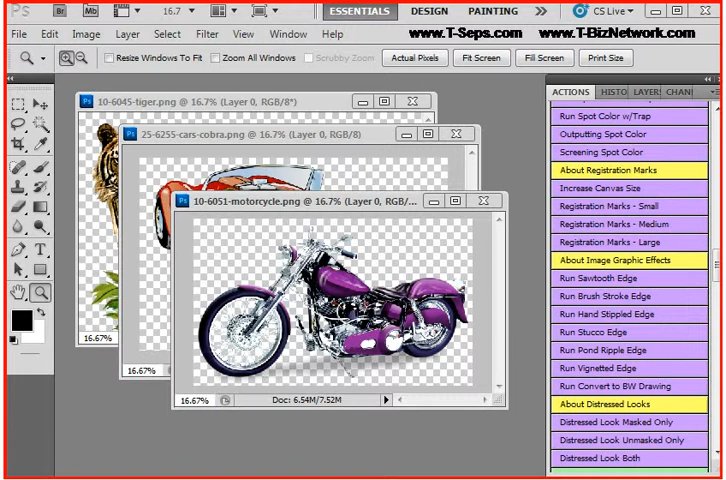 Ps Br Mb 16.7 ESSENTIALS DESIGN PAINTING CS Live
File Edit Image Layer Select Filter View Window Help www.T-Seps.com www.T-BizNetwork.com
Resize Windows To Fit Zoom All Windows Scrubby Zoom Actual Pixels Fit Screen Fill Screen Print Size
ACTIONS HISTO LAYERS CHANI
Ps 10-6045-tiger.png @ 16.7% (Layer 0, RGB/8*)
Ps 25-6255-cars-cobra.png @ 16.7% (Layer 0, RGB/8)
Ps 10-6051-motorcycle.png @ 16.7% (Layer 0, RGB/...
16.67%
16.67%
16.67% Doc: 6.54M/7.52M
Run Spot Color w/Trap
Outputting Spot Color
Screening Spot Color
About Registration Marks
Increase Canvas Size
Registration Marks - Small
Registration Marks - Medium
Registration Marks - Large
About Image Graphic Effects
Run Sawtooth Edge
Run Brush Stroke Edge
Run Hand Stippled Edge
Run Stucco Edge
Run Pond Ripple Edge
Run Vignetted Edge
Run Convert to BW Drawing
About Distressed Looks
Distressed Look Masked Only
Distressed Look Unmasked Only
Distressed Look Both